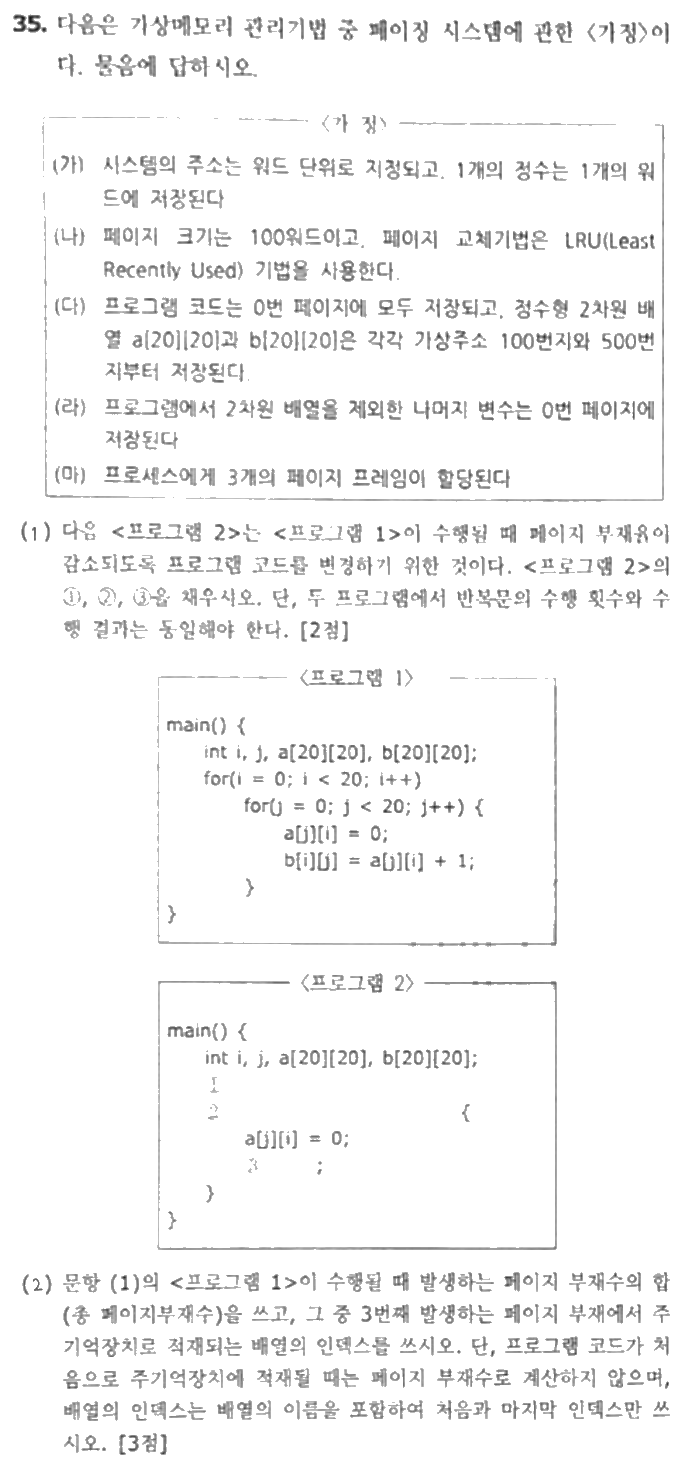 35. 다음은 가상메모리 관리기법 중 페이징 시스템에 관한 〈가정〉이
다. 물음에 답하시오.
〈가 정〉
(가) 시스템의 주소는 워드 단위로 지정되고, 1개의 정수는 1개의 워
드에 저장된다
(나) 페이지 크기는 100워드이고, 페이지 교체기법은 LRU(Least
Recently Used) 기법을 사용한다.
(다) 프로그램 코드는 0번 페이지에 모두 저장되고, 정수형 2차원 배
열 a[20][20]과 b[20][20]은 각각 가상주소 100번지와 500번
지부터 저장된다.
(라) 프로그램에서 2차원 배열을 제외한 나머지 변수는 0번 페이지에
저장된다
(마) 프로세스에게 3개의 페이지 프레임이 할당된다
(1) 다음 <프로그램 2>는 <프로그램 1>이 수행될 때 페이지 부재율이
감소되도록 프로그램 코드를 변경하기 위한 것이다. <프로그램 2>의
①, ②, ③을 채우시오. 단, 두 프로그램에서 반복문의 수행 횟수와 수
행 결과는 동일해야 한다. [2점]
〈프로그램 1〉
main() {
int i, j, a[20][20], b[20][20];
for(i = 0; i < 20; i++)
for(j = 0; j < 20; j++) {
a[j][i] = 0;
b[i][j] = a[j][i] + 1;
}
}
〈프로그램 2〉
main() {
int i, j, a[20][20], b[20][20];
1
2 {
a[j][i] = 0;
3 ;
}
}
(2) 문항 (1)의 <프로그램 1>이 수행될 때 발생하는 페이지 부재수의 합
(총 페이지부재수)을 쓰고, 그 중 3번째 발생하는 페이지 부재에서 주
기억장치로 적재되는 배열의 인덱스를 쓰시오. 단, 프로그램 코드가 처
음으로 주기억장치에 적재될 때는 페이지 부재수로 계산하지 않으며,
배열의 인덱스는 배열의 이름을 포함하여 처음과 마지막 인덱스만 쓰
시오. [3점]